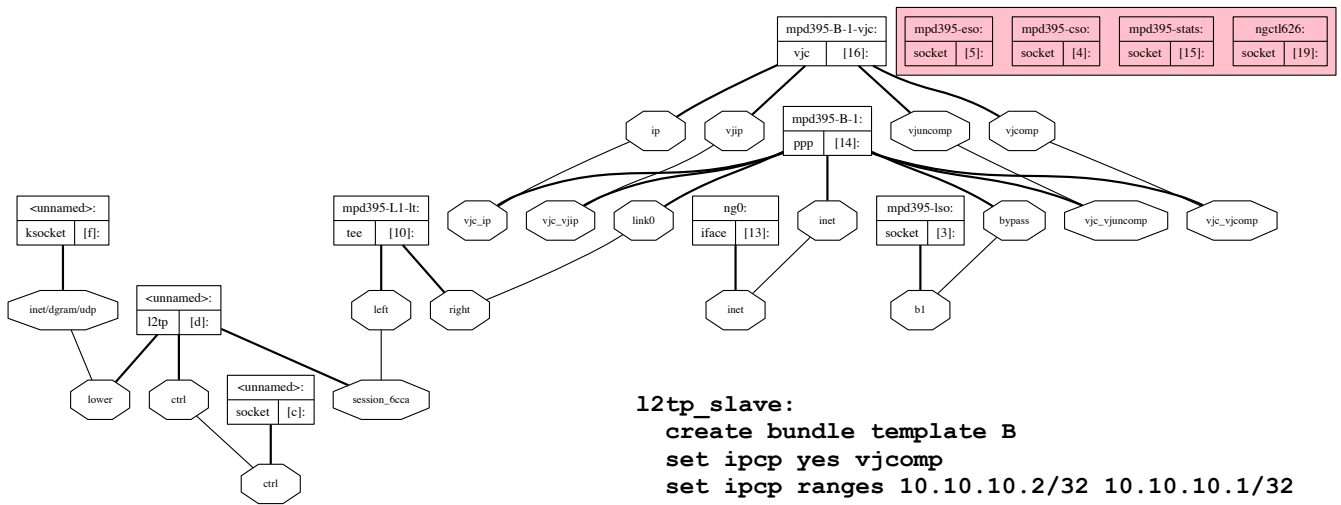 mpd395-B-1-vjc:
vjc [16]:
mpd395-eso:
socket [5]:
mpd395-cso:
socket [4]:
mpd395-stats:
socket [15]:
ngctl626:
socket [19]:
ip
vjip
mpd395-B-1:
ppp [14]:
vjuncomp
vjcomp
<unnamed>:
ksocket [f]:
mpd395-L1-lt:
tee [10]:
vjc_ip
vjc_vjip
link0
ng0:
iface [13]:
inet
mpd395-lso:
socket [3]:
bypass
vjc_vjuncomp
vjc_vjcomp
inet/dgram/udp
<unnamed>:
l2tp [d]:
left
right
inet
b1
lower
ctrl
<unnamed>:
socket [c]:
session_6cca
ctrl
l2tp_slave:
create bundle template B
set ipcp yes vjcomp
set ipcp ranges 10.10.10.2/32 10.10.10.1/32